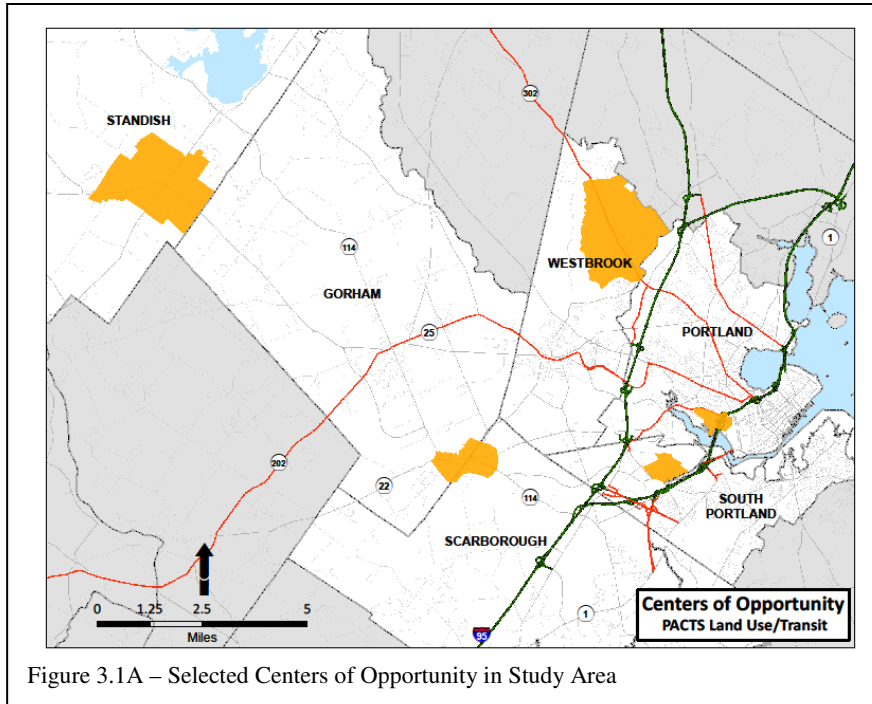 STANDISH
302
114
WESTBROOK
1
GORHAM
25
PORTLAND
202
22
114
SOUTH
PORTLAND
SCARBOROUGH
0 1.25 2.5 5
Miles
95
1
Centers of Opportunity
PACTS Land Use/Transit
Figure 3.1A – Selected Centers of Opportunity in Study Area